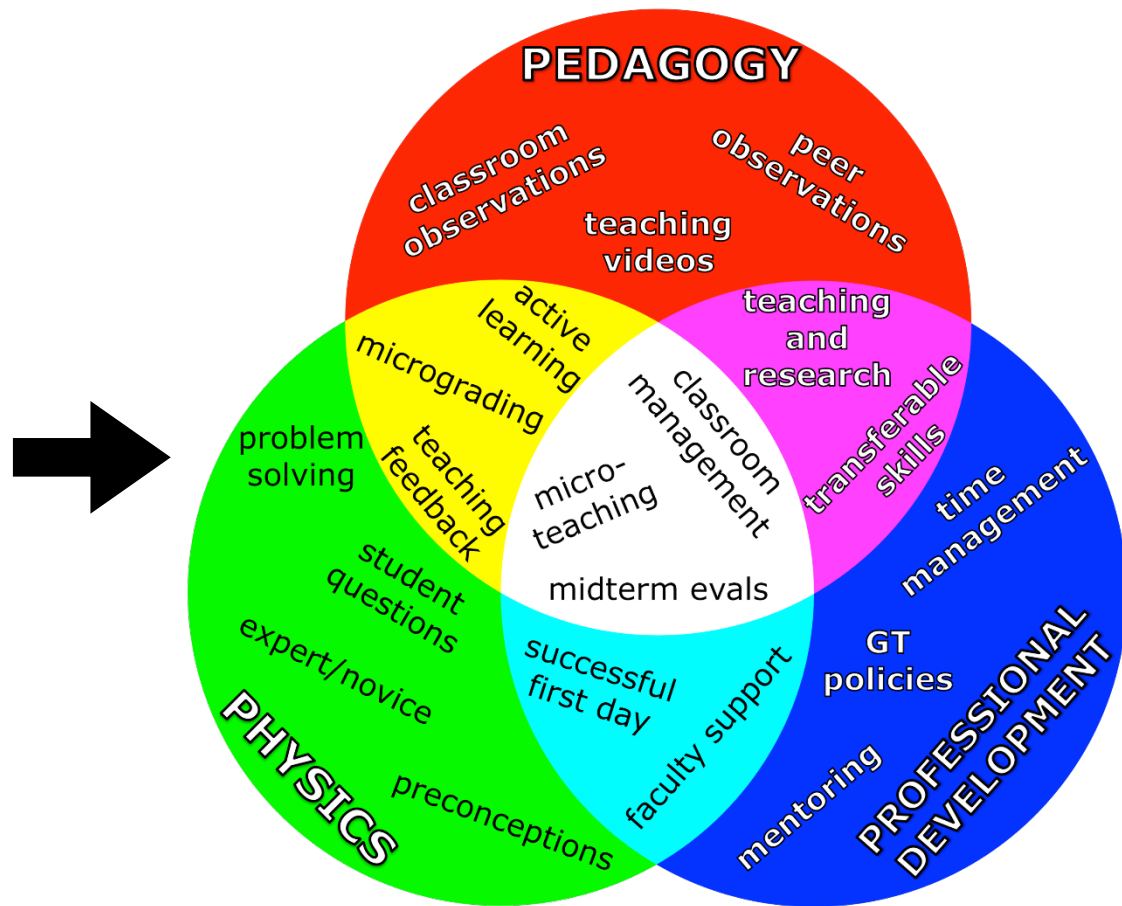 PEDAGOGY
classroom
observations
peer
observations
teaching
videos
active
learning
micrograding
teaching
feedback
teaching
and
research
transferable
skills
classroom
management
micro-
teaching
midterm evals
problem
solving
student
questions
expert/novice
PHYSICS
preconceptions
successful
first day
faculty support
time
management
GT
policies
mentoring
PROFESSIONAL
DEVELOPMENT